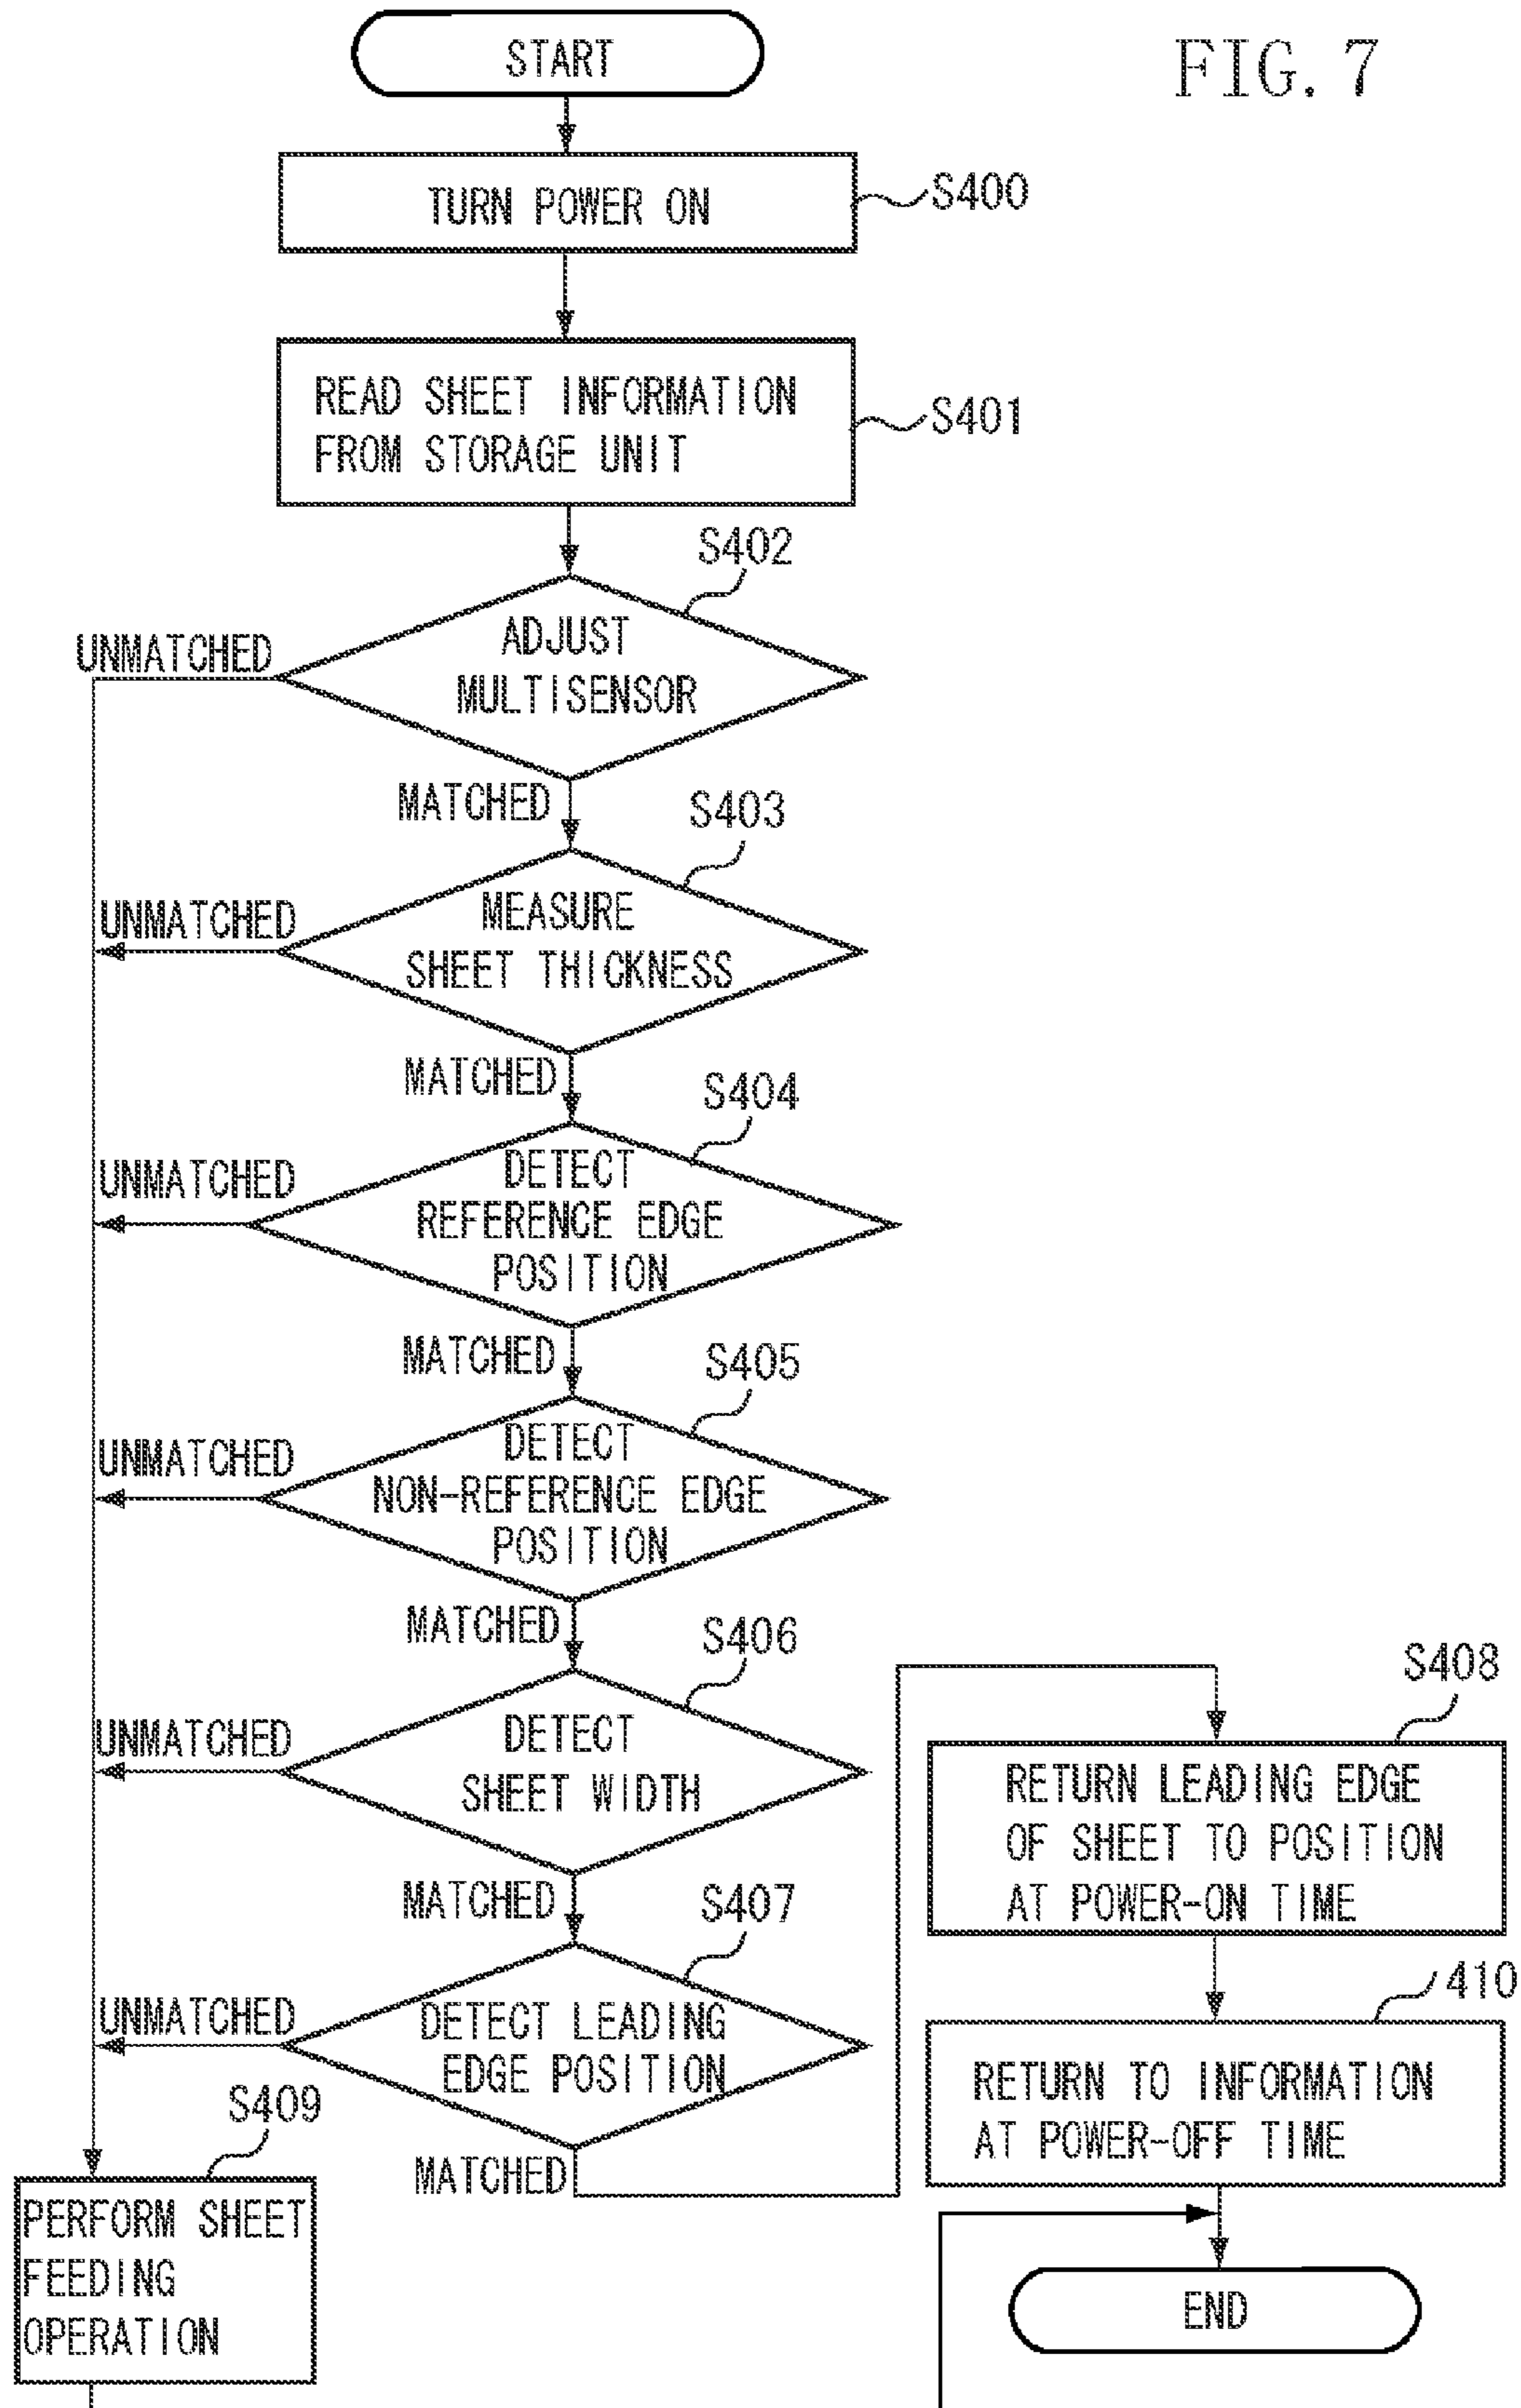 FIG. 7
START
TURN POWER ON
S400
READ SHEET INFORMATION
FROM STORAGE UNIT
S401
S402
ADJUST
MULTISENSOR
UNMATCHED
MATCHED
S403
MEASURE
SHEET THICKNESS
UNMATCHED
MATCHED
S404
DETECT
REFERENCE EDGE
POSITION
UNMATCHED
MATCHED
S405
DETECT
NON-REFERENCE EDGE
POSITION
UNMATCHED
MATCHED
S406
DETECT
SHEET WIDTH
UNMATCHED
MATCHED
S407
DETECT LEADING
EDGE POSITION
UNMATCHED
MATCHED
S409
PERFORM SHEET
FEEDING
OPERATION
S408
RETURN LEADING EDGE
OF SHEET TO POSITION
AT POWER-ON TIME
410
RETURN TO INFORMATION
AT POWER-OFF TIME
END